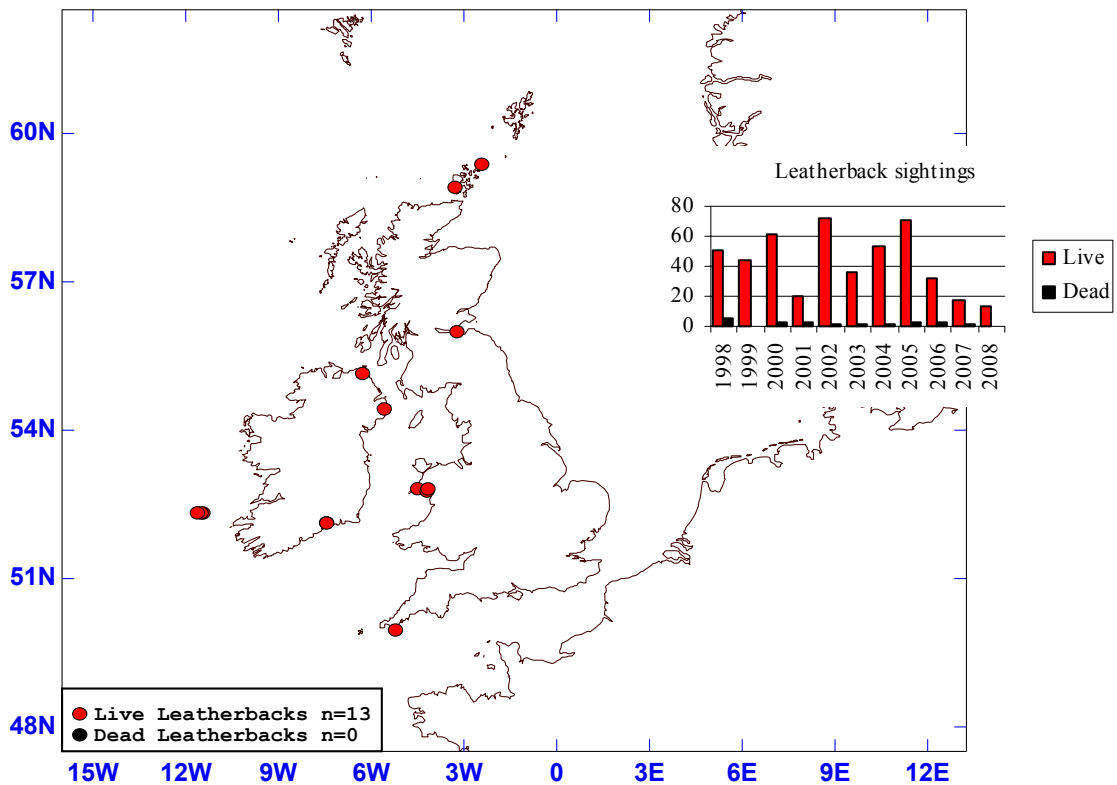 60N
57N
54N
51N
48N
15W 12W 9W 6W 3W 0 3E 6E 9E 12E
Leatherback sightings
80
60
40
20
0
1998 1999 2000 2001 2002 2003 2004 2005 2006 2007 2008
Live
Dead
Live Leatherbacks n=13
Dead Leatherbacks n=0